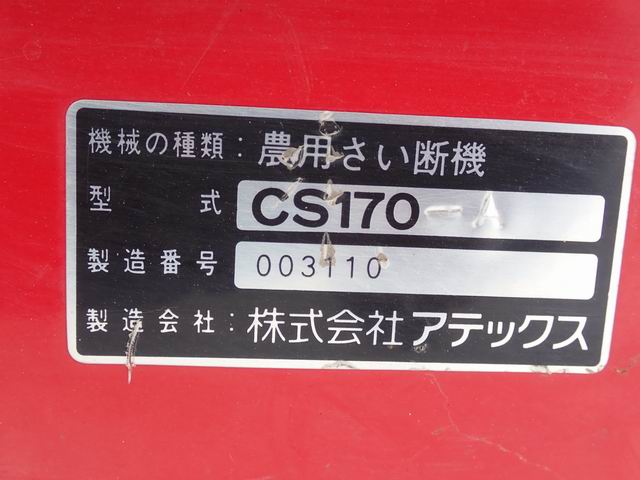 機械の種類：農用さい断機
型式 CS170-A
製造番号 003110
製造会社：株式会社アテックス